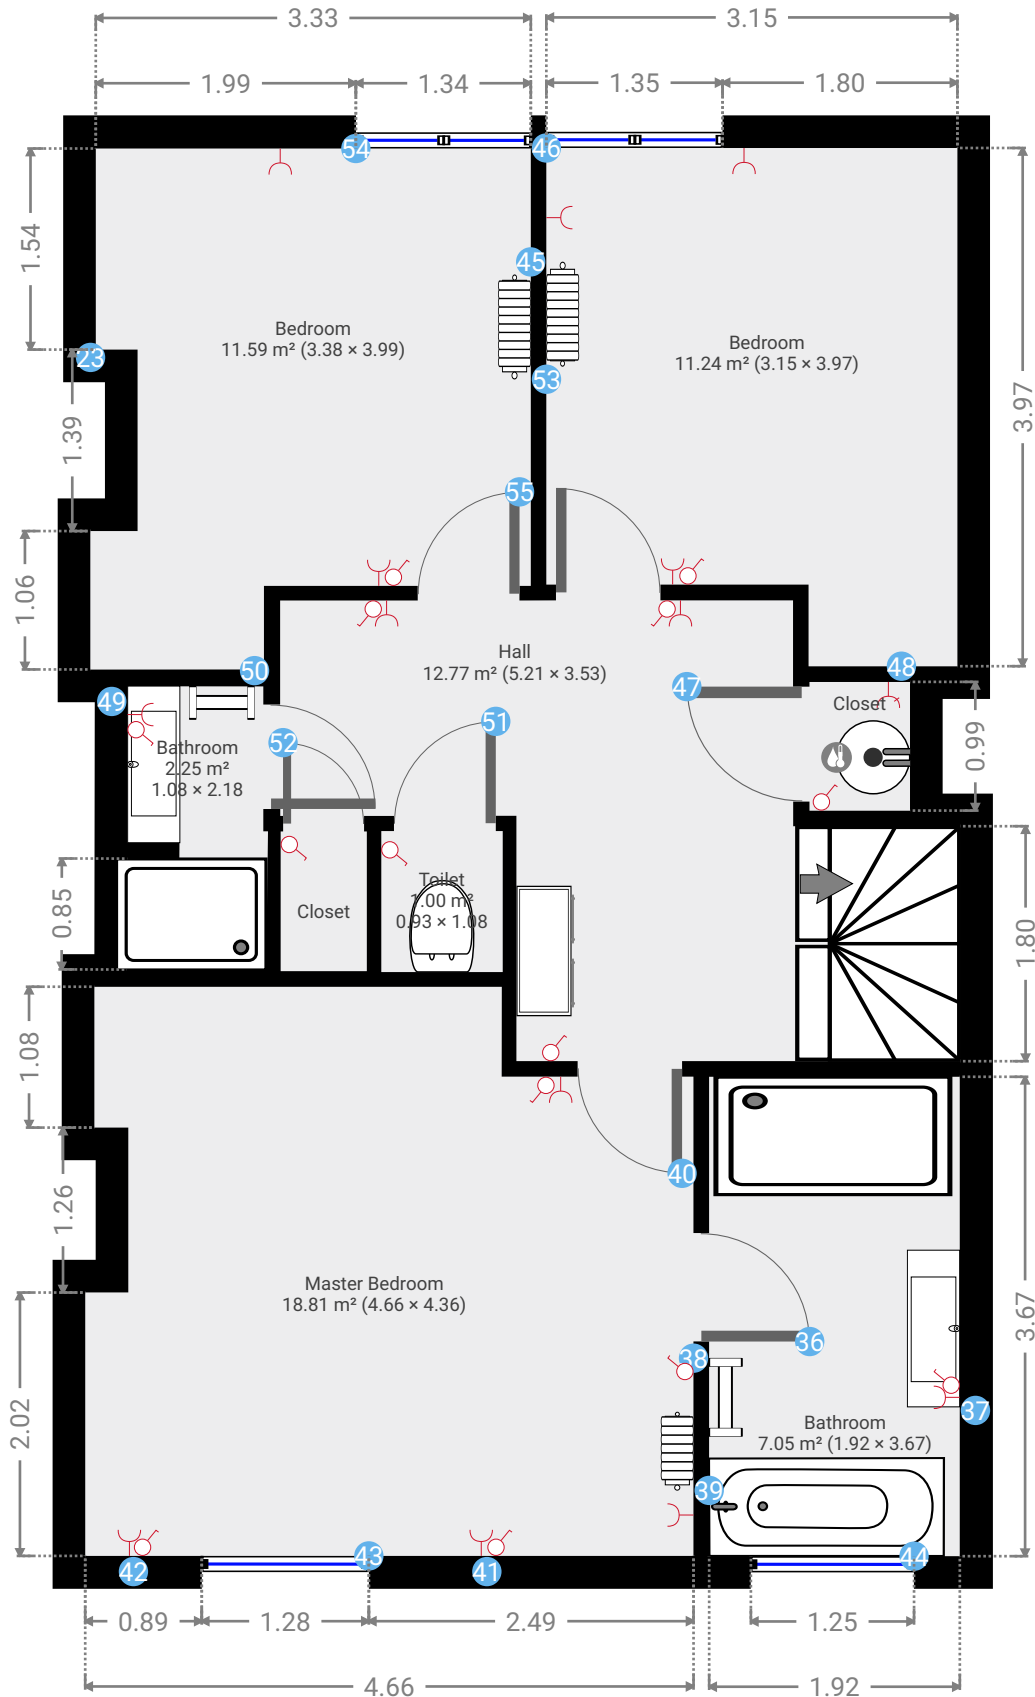 3.33
3.15
1.99
1.34
1.35
1.80
54
46
1.54
45
23
Bedroom
11.59 m² (3.38 × 3.99)
Bedroom
11.24 m² (3.15 × 3.97)
53
3.97
1.39
55
1.06
Hall
12.77 m² (5.21 × 3.53)
50
48
47
49
Closet
51
52
Bathroom
2.25 m²
1.08 × 2.18
0.99
Toilet
1.00 m²
0.93 × 1.08
Closet
0.85
1.80
1.08
40
1.26
Master Bedroom
18.81 m² (4.66 × 4.36)
3.67
36
38
37
2.02
Bathroom
7.05 m² (1.92 × 3.67)
39
42
43
41
44
0.89
1.28
2.49
1.25
4.66
1.92